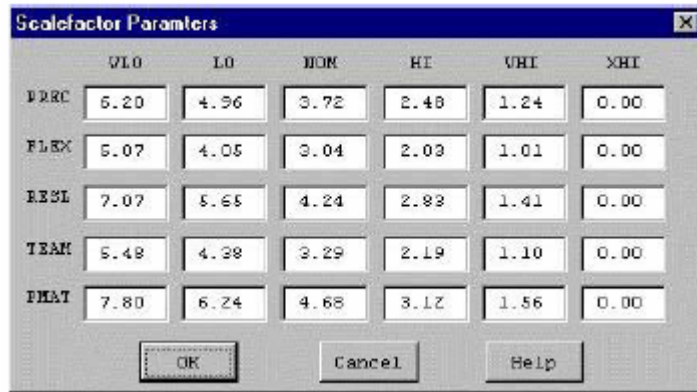 Scalefactor Paramters
VLO LO NOM HI VHI XHI
PREC 6.20 4.96 3.72 2.48 1.24 0.00
FLEX 5.07 4.05 3.04 2.03 1.01 0.00
RESL 7.07 5.65 4.24 2.83 1.41 0.00
TEAM 5.48 4.38 3.29 2.19 1.10 0.00
PMAT 7.80 6.24 4.68 3.12 1.56 0.00
OK Cancel Help